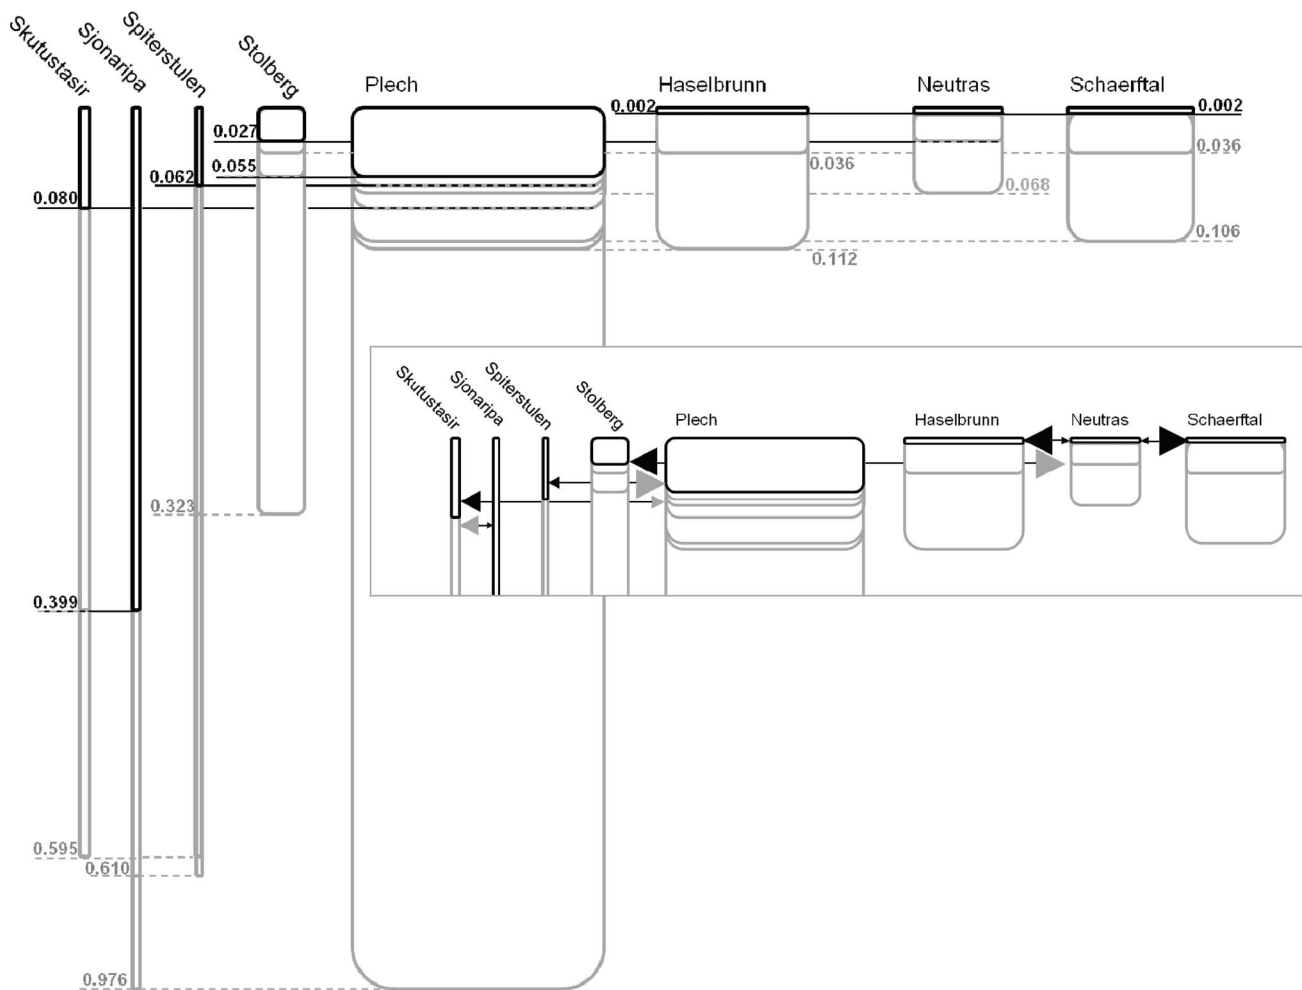 Skutustasir
Sjonaripa
Spiterstulen
Stolberg
Plech
Haselbrunn
Neutras
Schaerftal
0.002
0.002
0.027
0.036
0.036
0.055
0.062
0.068
0.080
0.106
0.112
Skutustasir
Sjonaripa
Spiterstulen
Stolberg
Plech
Haselbrunn
Neutras
Schaerftal
0.323
0.399
0.595
0.610
0.976